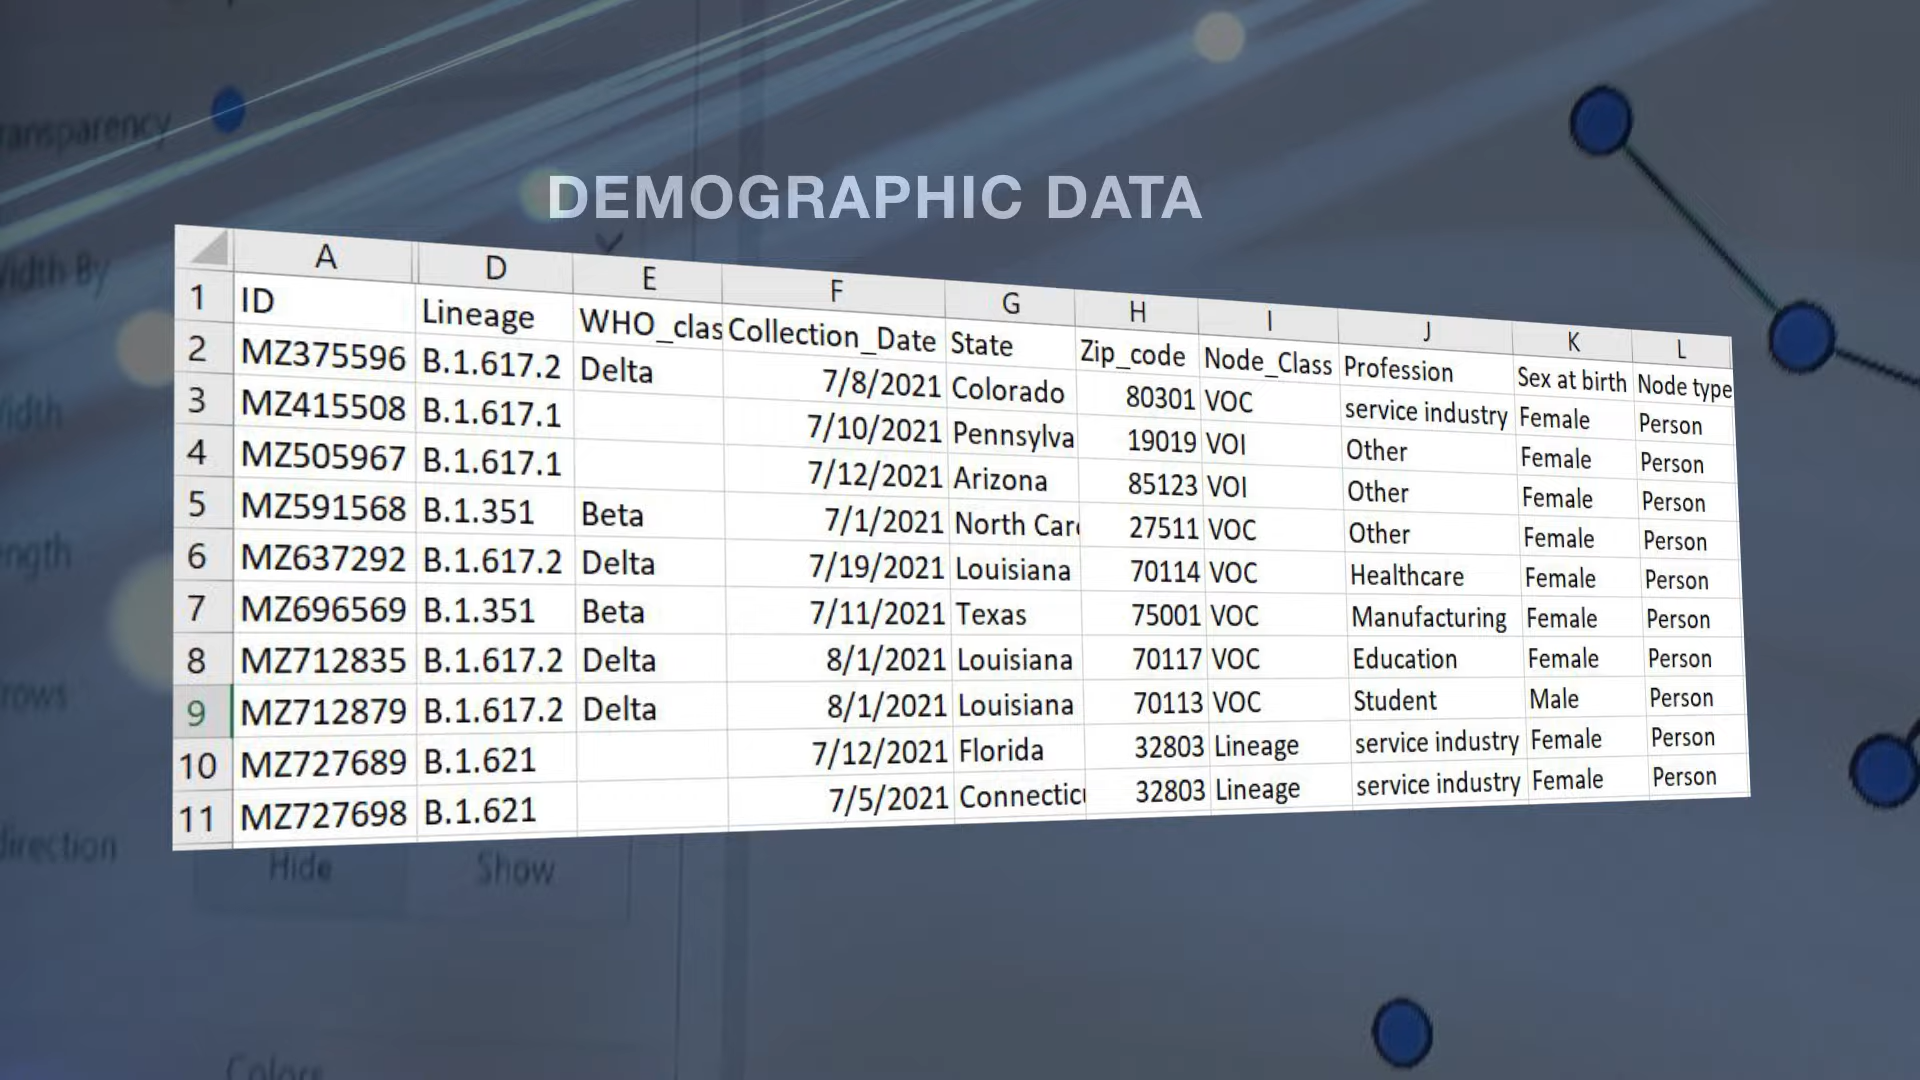 DEMOGRAPHIC DATA
A D E F G H I J K L
1 ID Lineage WHO_clas Collection_Date State Zip_code Node_Class Profession Sex at birth Node type
2 MZ375596 B.1.617.2 Delta 7/8/2021 Colorado 80301 VOC service industry Female Person
3 MZ415508 B.1.617.1 7/10/2021 Pennsylva 19019 VOI Other Female Person
4 MZ505967 B.1.617.1 7/12/2021 Arizona 85123 VOI Other Female Person
5 MZ591568 B.1.351 Beta 7/1/2021 North Car 27511 VOC Other Female Person
6 MZ637292 B.1.617.2 Delta 7/19/2021 Louisiana 70114 VOC Healthcare Female Person
7 MZ696569 B.1.351 Beta 7/11/2021 Texas 75001 VOC Manufacturing Female Person
8 MZ712835 B.1.617.2 Delta 8/1/2021 Louisiana 70117 VOC Education Female Person
9 MZ712879 B.1.617.2 Delta 8/1/2021 Louisiana 70113 VOC Student Male Person
10 MZ727689 B.1.621 7/12/2021 Florida 32803 Lineage service industry Female Person
11 MZ727698 B.1.621 7/5/2021 Connectic 32803 Lineage service industry Female Person
ransparency
Width By
Width
ength
rows
direction
Hide Show
Colors